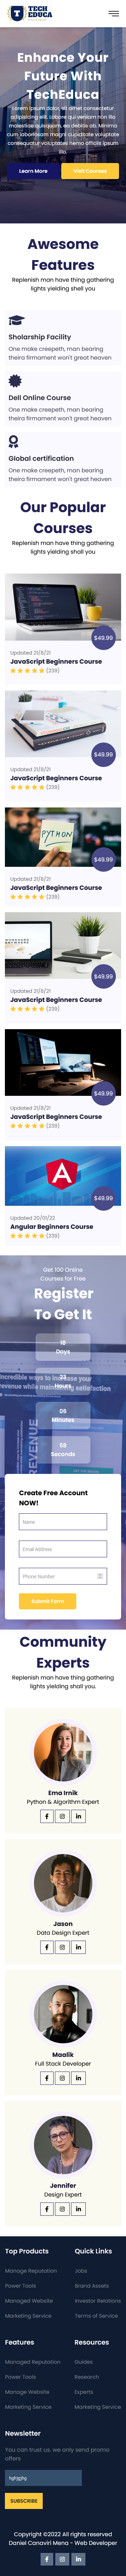 TECH
EDUCA
Enhance Your
Future With
TechEduca
Lorem ipsum dolor sit amet consectetur
adipisicing elit. Labore qui veniam non illo
maiestiae quisquam, ea debitis ab. Minima
cum, laboriosam magni cupiditate voluptate
consequatur voluptates nemo officiis ipsum
illo.
Learn More
Visit Courses
Awesome
Features
Replenish man have thing gathering
lights yielding shell you
Sholarship Facility
One make creepeth, man bearing
theira firmament won't great heaven
Dell Online Course
One make creepeth, man bearing
theira firmament won't great heaven
Global certification
One make creepeth, man bearing
theira firmament won't great heaven
Our Popular
Courses
Replenish man have thing gathering
lights yielding shall you
$49.99
Updated 21/8/21
JavaScript Beginners Course
(239)
$49.99
Updated 21/8/21
JavaScript Beginners Course
(239)
PYTHON
$49.99
Updated 21/8/21
JavaScript Beginners Course
(239)
$49.99
Updated 21/8/21
JavaScript Beginners Course
(239)
$49.99
Updated 21/8/21
JavaScript Beginners Course
(239)
$49.99
Updated 20/01/22
Angular Beginners Course
(239)
Get 100 Online
Courses for Free
Register
To Get It
Days
Hours
06
Minutes
58
Seconds
REVENUE
Create Free Account
NOW!
Name
Email Address
Phone Number
Submit Form
Community
Experts
Replenish man have thing gathering
lights yielding shall you.
Ema Irnik
Python & Algorithm Expert
Jason
Data Design Expert
Maalik
Full Stack Developer
Jennifer
Design Expert
Top Products
Manage Reputation
Power Tools
Managed Website
Marketing Service
Quick Links
Jobs
Brand Assets
Investor Relations
Terms of Service
Features
Managed Reputation
Power Tools
Manage Website
Marketing Service
Resources
Guides
Research
Experts
Marketing Service
Newsletter
You can trust us. we only send promo
offers
SUBSCRIBE
Copyright ©2022 All rights reserved
Daniel Canaviri Mena - Web Developer